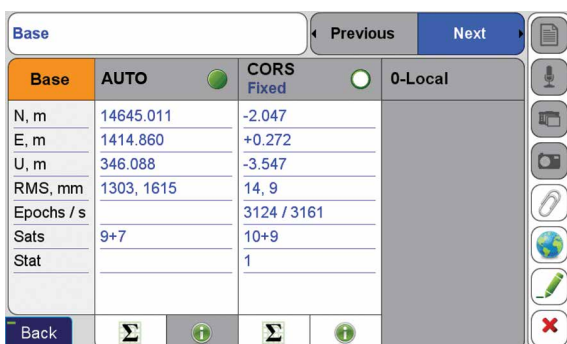 Base
Previous
Next
Base AUTO CORS Fixed 0-Local
N, m 14645.011 -2.047
E, m 1414.860 +0.272
U, m 346.088 -3.547
RMS, mm 1303, 1615 14, 9
Epochs / s 3124 / 3161
Sats 9+7 10+9
Stat 1
Back Σ i Σ i